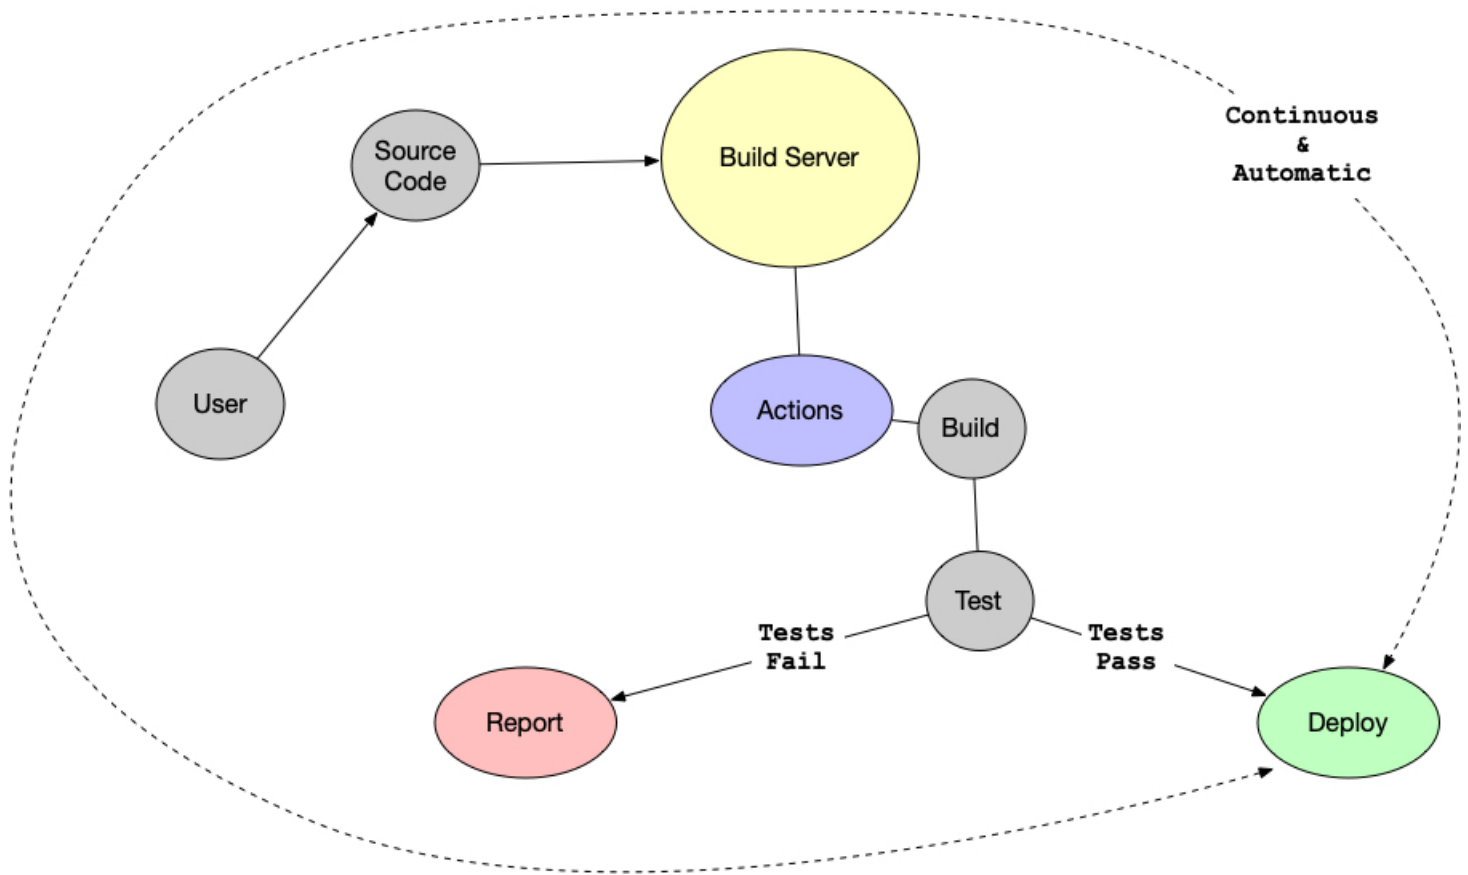 Continuous
&
Automatic
Source
Code
Build Server
User
Actions
Build
Test
Tests
Fail
Tests
Pass
Report
Deploy